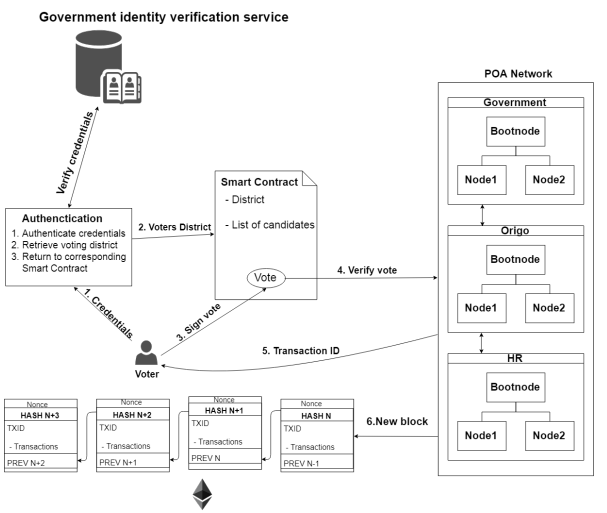 Government identity verification service
Verify credentials
Authenctication
1. Authenticate credentials
2. Retrieve voting district
3. Return to corresponding
Smart Contract
2. Voters District
Smart Contract
- District
- List of candidates
Vote
1. Credentials
3. Sign vote
Voter
4. Verify vote
5. Transaction ID
POA Network
Government
Bootnode
Node1
Node2
Origo
Bootnode
Node1
Node2
HR
Bootnode
Node1
Node2
6.New block
Nonce
HASH N+3
TXID
- Transactions
PREV N+2
Nonce
HASH N+2
TXID
- Transactions
PREV N+1
Nonce
HASH N+1
TXID
- Transactions
PREV N
Nonce
HASH N
TXID
- Transactions
PREV N-1